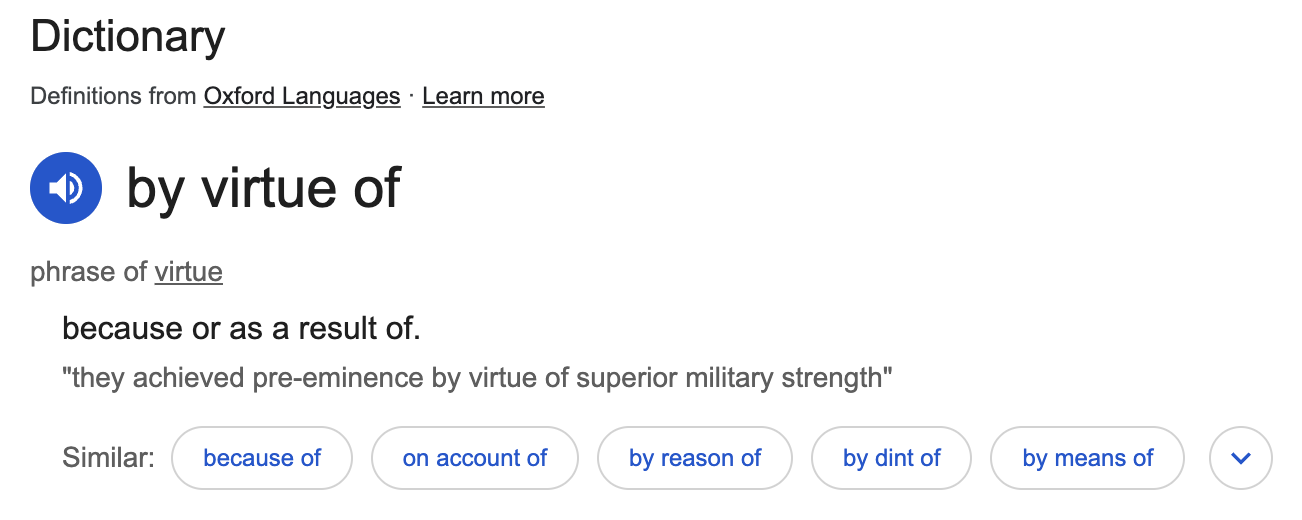 Dictionary
Definitions from Oxford Languages · Learn more
by virtue of
phrase of virtue
because or as a result of.
"they achieved pre-eminence by virtue of superior military strength"
Similar: because of on account of by reason of by dint of by means of